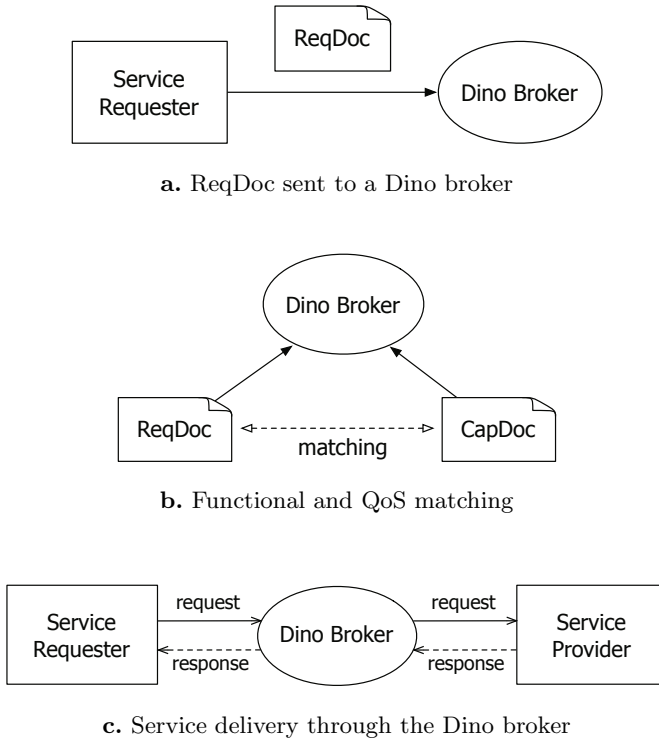 ReqDoc
Service
Requester
Dino Broker
a. ReqDoc sent to a Dino broker
Dino Broker
ReqDoc
CapDoc
matching
b. Functional and QoS matching
request
request
Service
Requester
Dino Broker
Service
Provider
response
response
c. Service delivery through the Dino broker